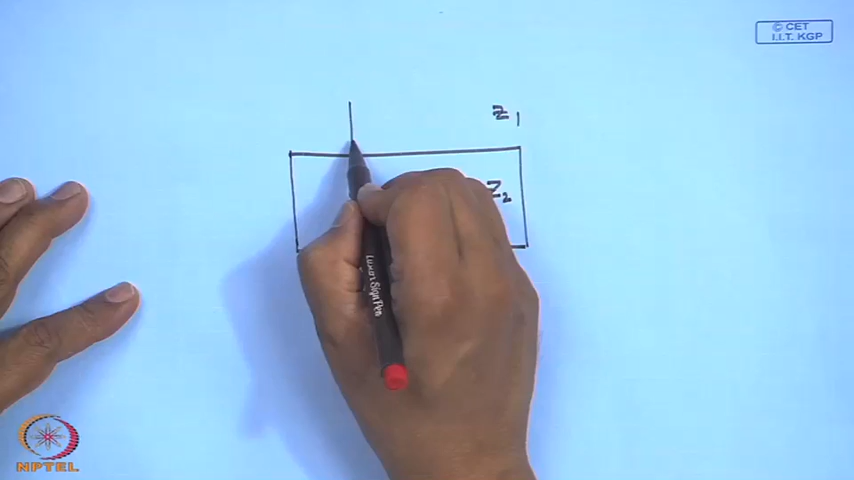 © CET
I.I.T. KGP
Z1
Z2
Luxor Sign Pen
NPTEL